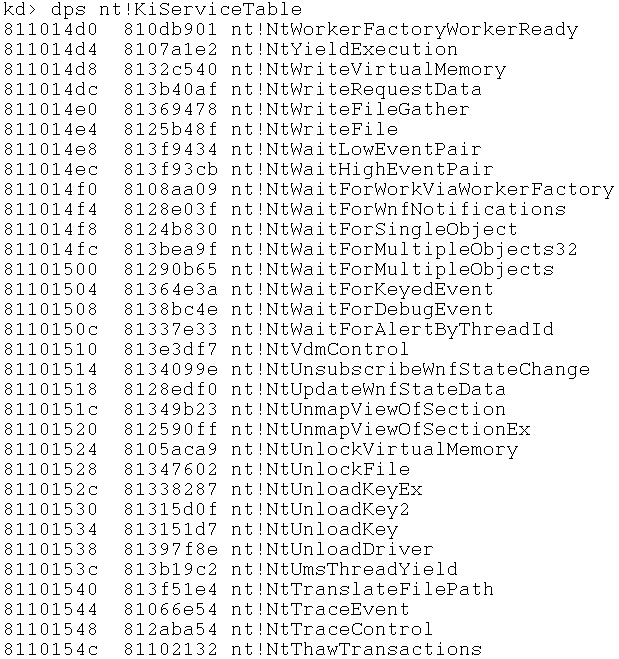 kd> dps nt!KiServiceTable
811014d0  810db901 nt!NtWorkerFactoryWorkerReady
811014d4  8107a1e2 nt!NtYieldExecution
811014d8  8132c540 nt!NtWriteVirtualMemory
811014dc  813b40af nt!NtWriteRequestData
811014e0  81369478 nt!NtWriteFileGather
811014e4  8125b48f nt!NtWriteFile
811014e8  813f9434 nt!NtWaitLowEventPair
811014ec  813f93cb nt!NtWaitHighEventPair
811014f0  8108aa09 nt!NtWaitForWorkViaWorkerFactory
811014f4  8128e03f nt!NtWaitForWnfNotifications
811014f8  8124b830 nt!NtWaitForSingleObject
811014fc  813bea9f nt!NtWaitForMultipleObjects32
81101500  81290b65 nt!NtWaitForMultipleObjects
81101504  81364e3a nt!NtWaitForKeyedEvent
81101508  8138bc4e nt!NtWaitForDebugEvent
8110150c  81337e33 nt!NtWaitForAlertByThreadId
81101510  813e3df7 nt!NtVdmControl
81101514  8134099e nt!NtUnsubscribeWnfStateChange
81101518  8128edf0 nt!NtUpdateWnfStateData
8110151c  81349b23 nt!NtUnmapViewOfSection
81101520  812590ff nt!NtUnmapViewOfSectionEx
81101524  8105aca9 nt!NtUnlockVirtualMemory
81101528  81347602 nt!NtUnlockFile
8110152c  81338287 nt!NtUnloadKeyEx
81101530  81315d0f nt!NtUnloadKey2
81101534  813151d7 nt!NtUnloadKey
81101538  81397f8e nt!NtUnloadDriver
8110153c  813b19c2 nt!NtUmsThreadYield
81101540  813f51e4 nt!NtTranslateFilePath
81101544  81066e54 nt!NtTraceEvent
81101548  812aba54 nt!NtTraceControl
8110154c  81102132 nt!NtThawTransactions